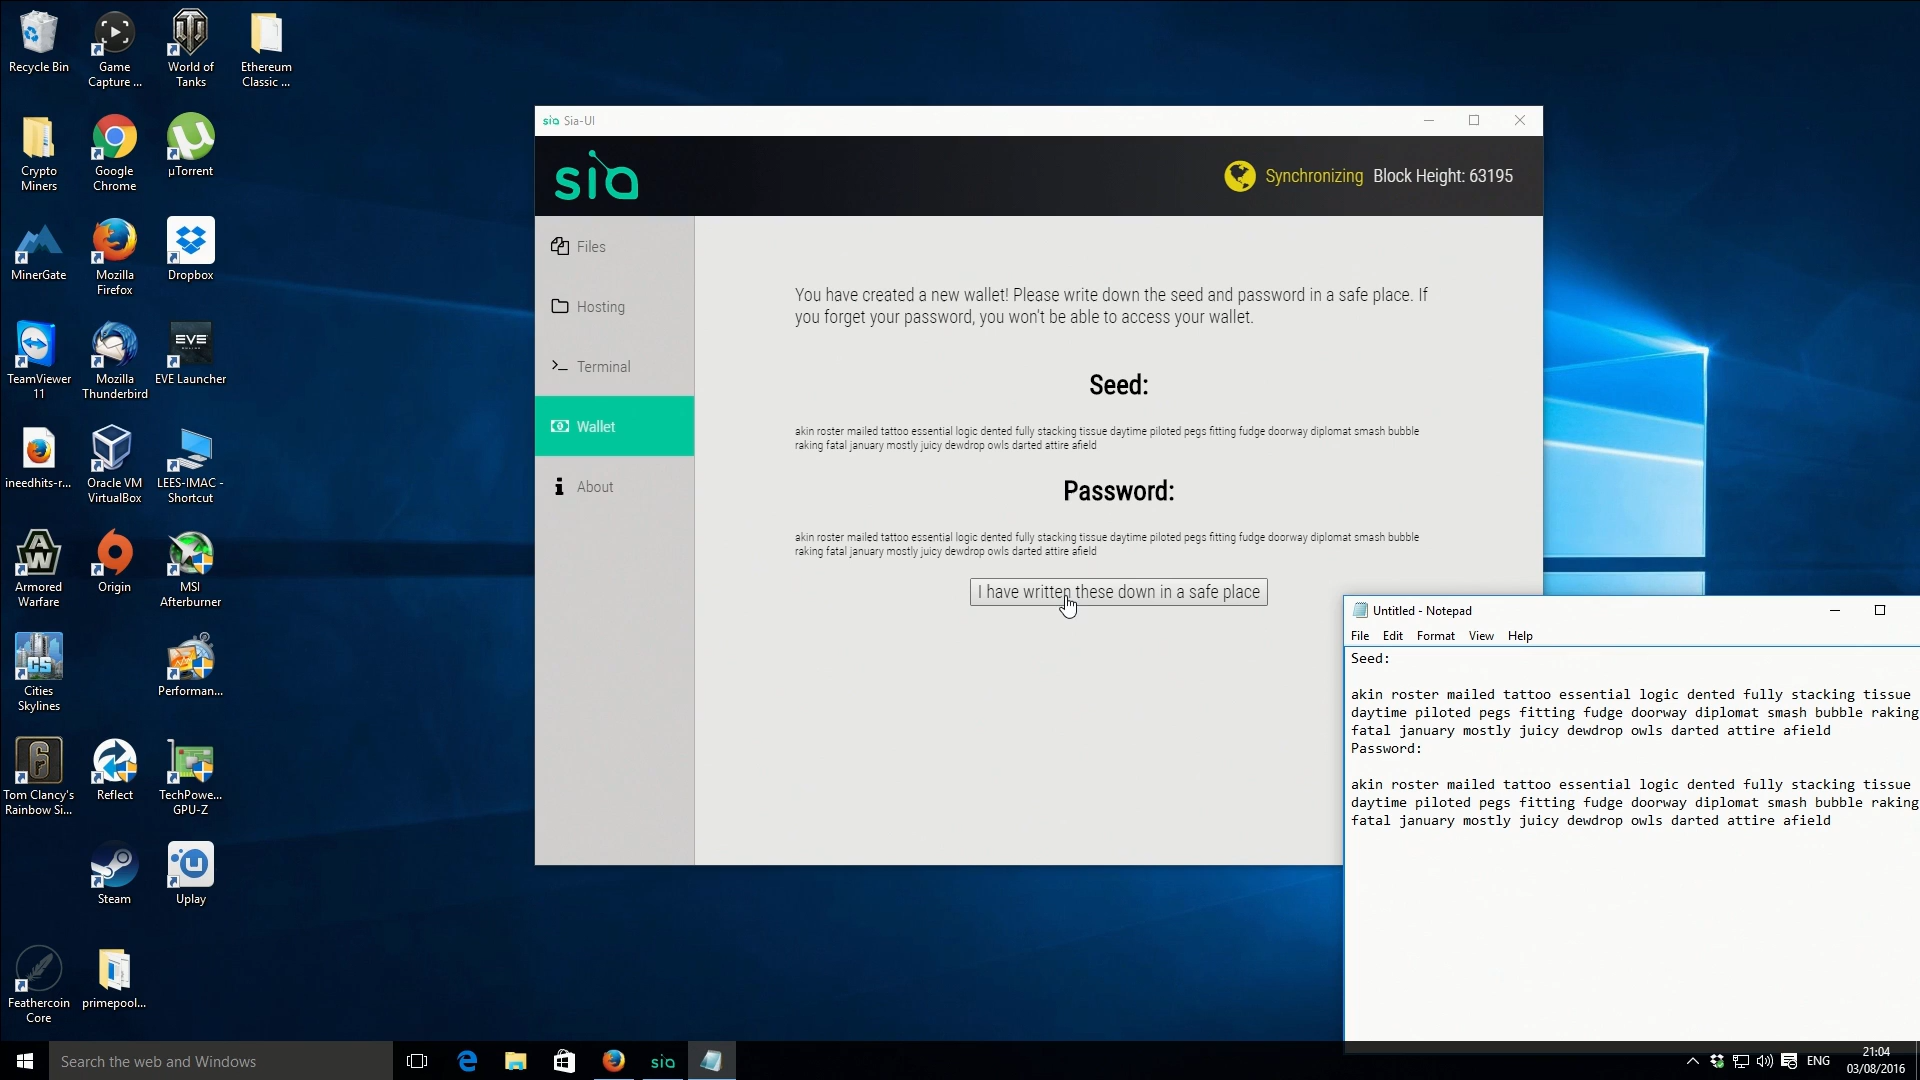 Recycle Bin
Game
Capture ...
World of
Tanks
Ethereum
Classic ...
Crypto
Miners
Google
Chrome
µTorrent
MinerGate
Mozilla
Firefox
Dropbox
TeamViewer
11
Mozilla
Thunderbird
EVE
EVE Launcher
ineedhits-r...
Oracle VM
VirtualBox
LEES-IMAC -
Shortcut
AW
Armored
Warfare
Origin
MSI
Afterburner
CS
Cities
Skylines
Performan...
6
Tom Clancy's
Rainbow Si...
Reflect
TechPowe...
GPU-Z
Steam
Uplay
Feathercoin
Core
primepool...
sia Sia-UI
sia
Synchronizing Block Height: 63195
Files
Hosting
Terminal
Wallet
About
You have created a new wallet! Please write down the seed and password in a safe place. If
you forget your password, you won't be able to access your wallet.
Seed:
akin roster mailed tattoo essential logic dented fully stacking tissue daytime piloted pegs fitting fudge doorway diplomat smash bubble
raking fatal january mostly juicy dewdrop owls darted attire afield
Password:
akin roster mailed tattoo essential logic dented fully stacking tissue daytime piloted pegs fitting fudge doorway diplomat smash bubble
raking fatal january mostly juicy dewdrop owls darted attire afield
I have written these down in a safe place
Untitled - Notepad
File Edit Format View Help
Seed:
akin roster mailed tattoo essential logic dented fully stacking tissue
daytime piloted pegs fitting fudge doorway diplomat smash bubble raking
fatal january mostly juicy dewdrop owls darted attire afield
Password:
akin roster mailed tattoo essential logic dented fully stacking tissue
daytime piloted pegs fitting fudge doorway diplomat smash bubble raking
fatal january mostly juicy dewdrop owls darted attire afield
Search the web and Windows
sia
ENG
21:04
03/08/2016